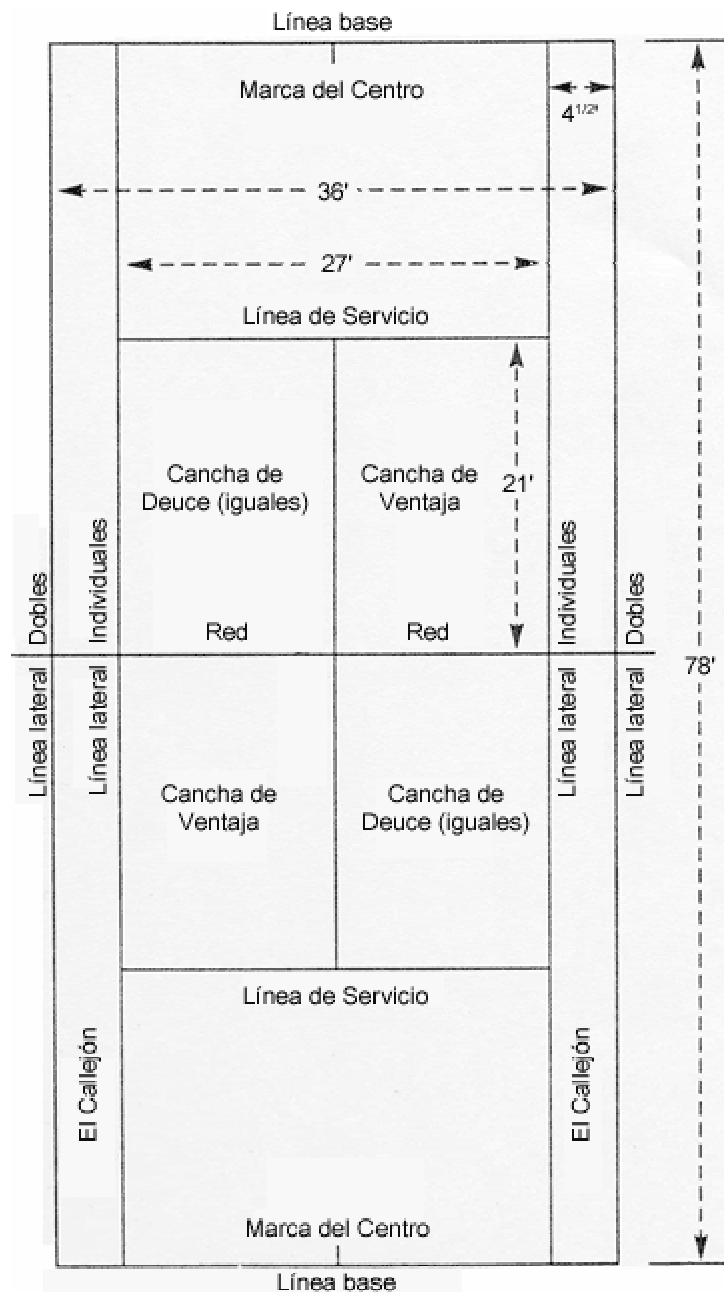 Línea base
Marca del Centro
4 1/2'
36'
27'
Línea de Servicio
Cancha de
Deuce (iguales)
Cancha de
Ventaja
21'
Dobles
Individuales
Red
Red
Individuales
Dobles
78'
Línea lateral
Línea lateral
Línea lateral
Línea lateral
Cancha de
Ventaja
Cancha de
Deuce (iguales)
Línea de Servicio
El Callejón
El Callejón
Marca del Centro
Línea base